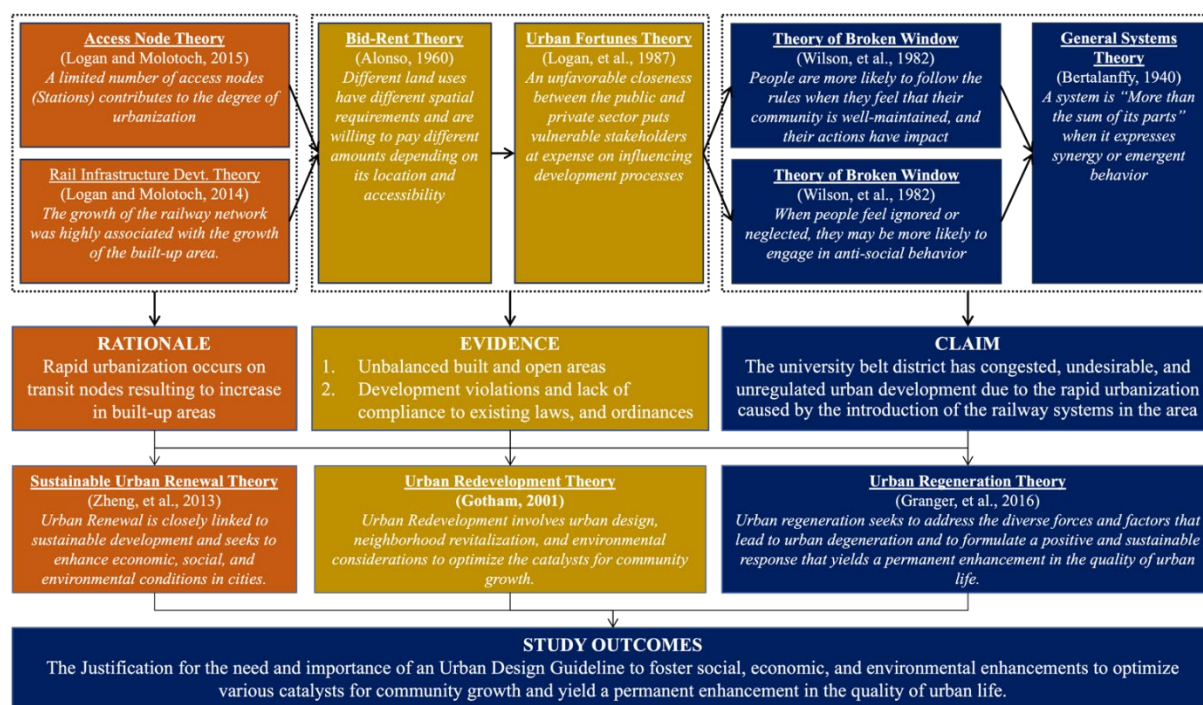 Access Node Theory
(Logan and Molotoch, 2015)
A limited number of access nodes
(Stations) contributes to the degree of
urbanization
Rail Infrastructure Devt. Theory
(Logan and Molotoch, 2014)
The growth of the railway network
was highly associated with the growth
of the built-up area.
Bid-Rent Theory
(Alonso, 1960)
Different land uses
have different spatial
requirements and are
willing to pay different
amounts depending on
its location and
accessibility
Urban Fortunes Theory
(Logan, et al., 1987)
An unfavorable closeness
between the public and
private sector puts
vulnerable stakeholders
at expense on influencing
development processes
Theory of Broken Window
(Wilson, et al., 1982)
People are more likely to follow the
rules when they feel that their
community is well-maintained, and
their actions have impact
Theory of Broken Window
(Wilson, et al., 1982)
When people feel ignored or
neglected, they may be more likely to
engage in anti-social behavior
General Systems
Theory
(Bertalanffy, 1940)
A system is “More than
the sum of its parts”
when it expresses
synergy or emergent
behavior
RATIONALE
Rapid urbanization occurs on
transit nodes resulting to increase
in built-up areas
EVIDENCE
1. Unbalanced built and open areas
2. Development violations and lack of
compliance to existing laws, and ordinances
CLAIM
The university belt district has congested, undesirable, and
unregulated urban development due to the rapid urbanization
caused by the introduction of the railway systems in the area
Sustainable Urban Renewal Theory
(Zheng, et al., 2013)
Urban Renewal is closely linked to
sustainable development and seeks to
enhance economic, social, and
environmental conditions in cities.
Urban Redevelopment Theory
(Gotham, 2001)
Urban Redevelopment involves urban design,
neighborhood revitalization, and environmental
considerations to optimize the catalysts for community
growth.
Urban Regeneration Theory
(Granger, et al., 2016)
Urban regeneration seeks to address the diverse forces and factors that
lead to urban degeneration and to formulate a positive and sustainable
response that yields a permanent enhancement in the quality of urban
life.
STUDY OUTCOMES
The Justification for the need and importance of an Urban Design Guideline to foster social, economic, and environmental enhancements to optimize
various catalysts for community growth and yield a permanent enhancement in the quality of urban life.